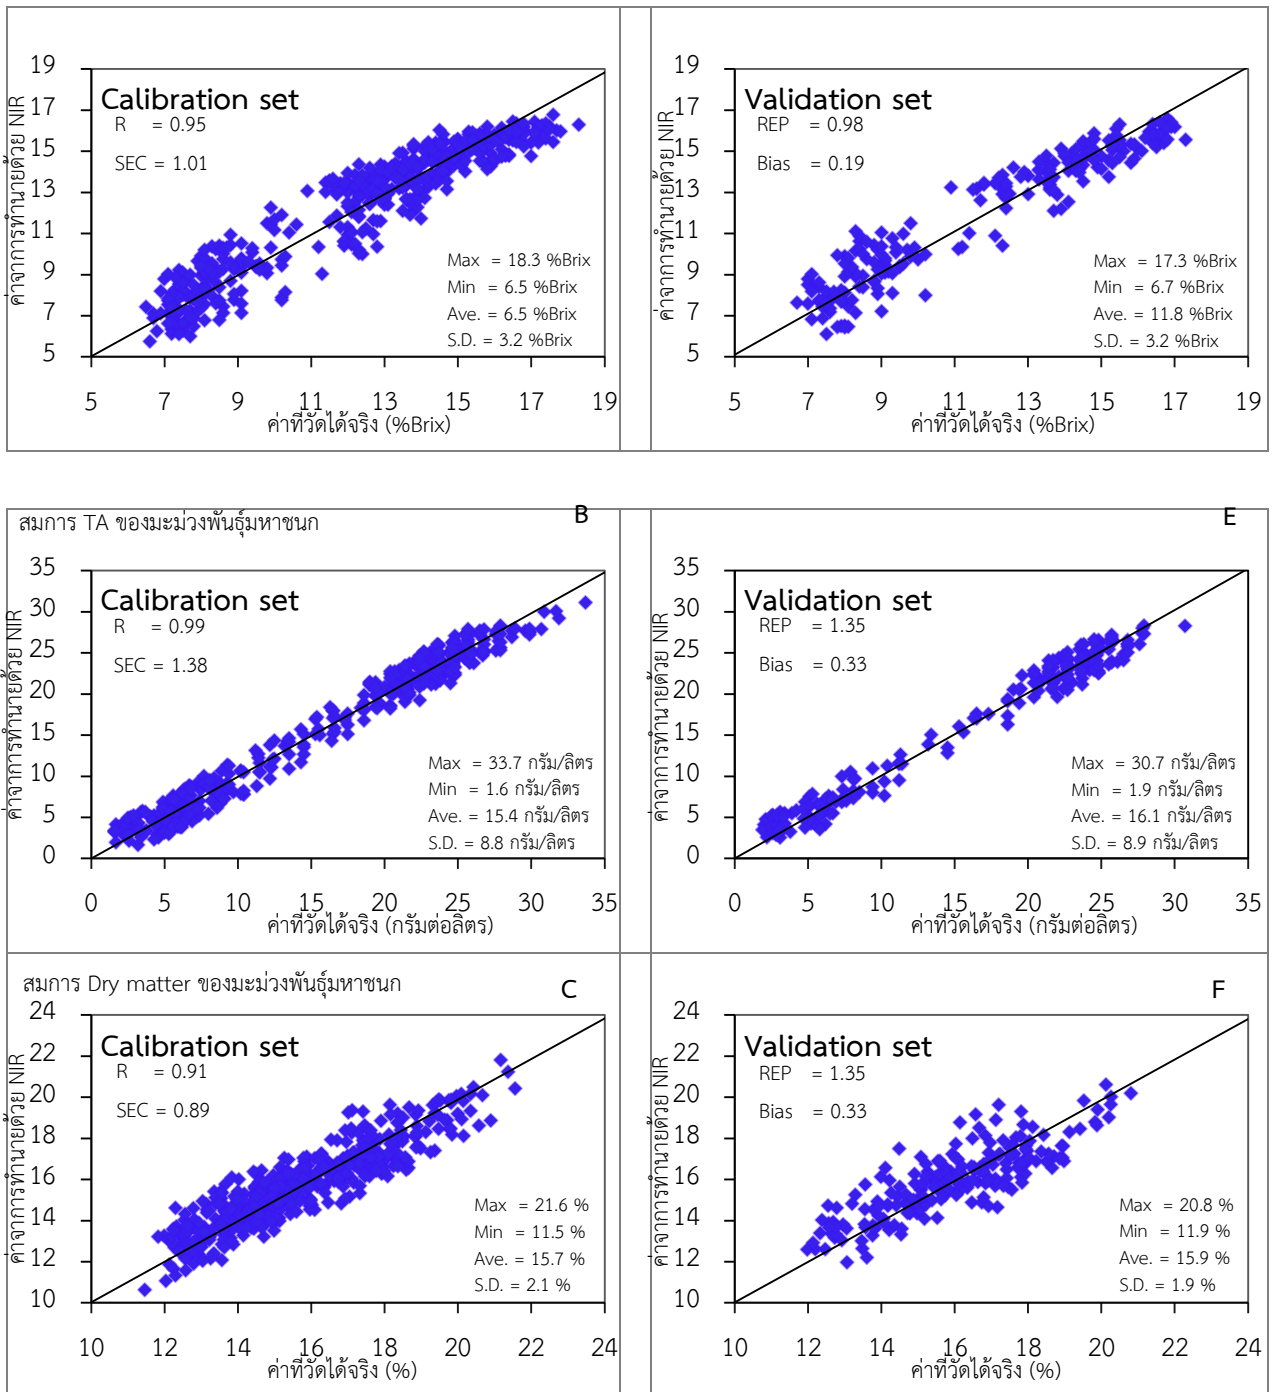 19
17
15
13
11
9
7
5
ค่าจาการทำนายด้วย NIR
Calibration set
R = 0.95
SEC = 1.01
Max = 18.3 %Brix
Min = 6.5 %Brix
Ave. = 6.5 %Brix
S.D. = 3.2 %Brix
5 7 9 11 13 15 17 19
ค่าที่วัดได้จริง (%Brix)
19
17
15
13
11
9
7
5
ค่าจาการทำนายด้วย NIR
Validation set
REP = 0.98
Bias = 0.19
Max = 17.3 %Brix
Min = 6.7 %Brix
Ave. = 11.8 %Brix
S.D. = 3.2 %Brix
5 7 9 11 13 15 17 19
ค่าที่วัดได้จริง (%Brix)
สมการ TA ของมะม่วงพันธุ์มหาชนก
B
35
30
25
20
15
10
5
0
ค่าจาการทำนายด้วย NIR
Calibration set
R = 0.99
SEC = 1.38
Max = 33.7 กรัม/ลิตร
Min = 1.6 กรัม/ลิตร
Ave. = 15.4 กรัม/ลิตร
S.D. = 8.8 กรัม/ลิตร
0 5 10 15 20 25 30 35
ค่าที่วัดได้จริง (กรัมต่อลิตร)
E
35
30
25
20
15
10
5
0
ค่าจาการทำนายด้วย NIR
Validation set
REP = 1.35
Bias = 0.33
Max = 30.7 กรัม/ลิตร
Min = 1.9 กรัม/ลิตร
Ave. = 16.1 กรัม/ลิตร
S.D. = 8.9 กรัม/ลิตร
0 5 10 15 20 25 30 35
ค่าที่วัดได้จริง (กรัมต่อลิตร)
สมการ Dry matter ของมะม่วงพันธุ์มหาชนก
C
24
22
20
18
16
14
12
10
ค่าจาการทำนายด้วย NIR
Calibration set
R = 0.91
SEC = 0.89
Max = 21.6 %
Min = 11.5 %
Ave. = 15.7 %
S.D. = 2.1 %
10 12 14 16 18 20 22 24
ค่าที่วัดได้จริง (%)
F
24
22
20
18
16
14
12
10
ค่าจาการทำนายด้วย NIR
Validation set
REP = 1.35
Bias = 0.33
Max = 20.8 %
Min = 11.9 %
Ave. = 15.9 %
S.D. = 1.9 %
10 12 14 16 18 20 22 24
ค่าที่วัดได้จริง (%)